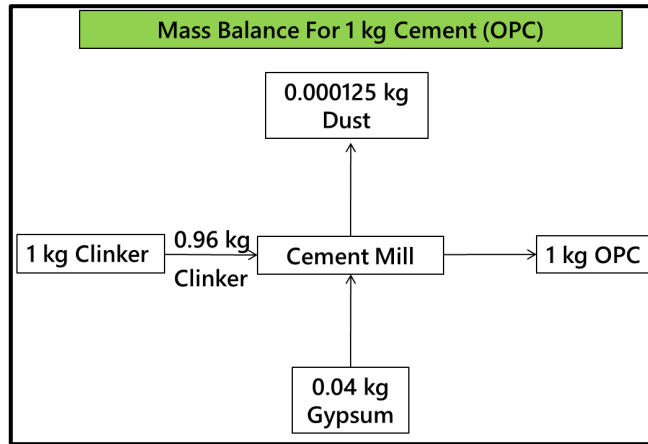 Mass Balance For 1 kg Cement (OPC)
0.000125 kg
Dust
1 kg Clinker
0.96 kg
Clinker
Cement Mill
1 kg OPC
0.04 kg
Gypsum